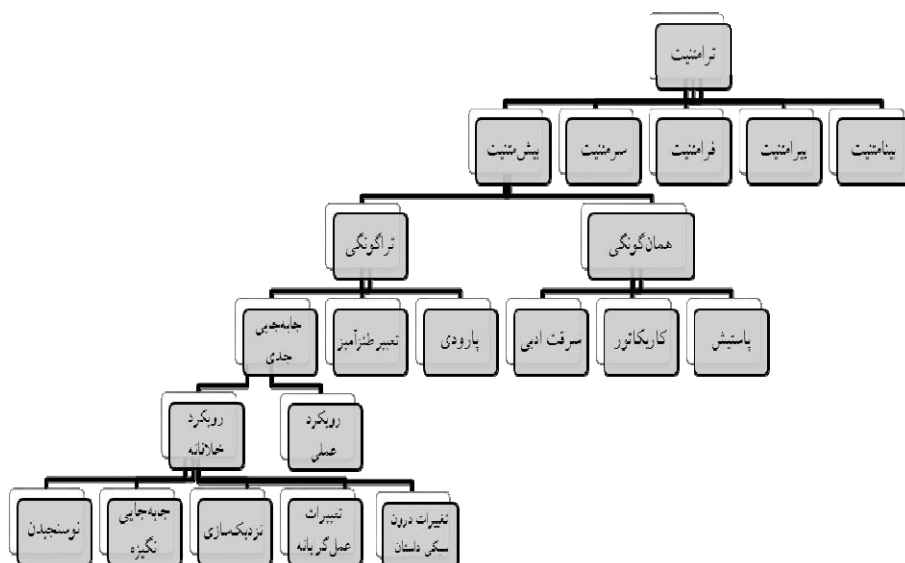 ترامتنیت
بینامتنیت
پیرامتنیت
فرامتنیت
سرمتنیت
بیش‌متنیت
همان‌گونگی
تراگونگی
پاستیش
کاریکاتور
سرقت ادبی
پارودی
تعبیر طنزآمیز
جابه‌جایی
جدی
رویکرد
عملی
رویکرد
خلاقانه
تغییرات درون
سبکی داستان
تغییرات
عمل‌گرایانه
نزدیک‌سازی
جابه‌جایی
نگیزه
نوسنجیدن